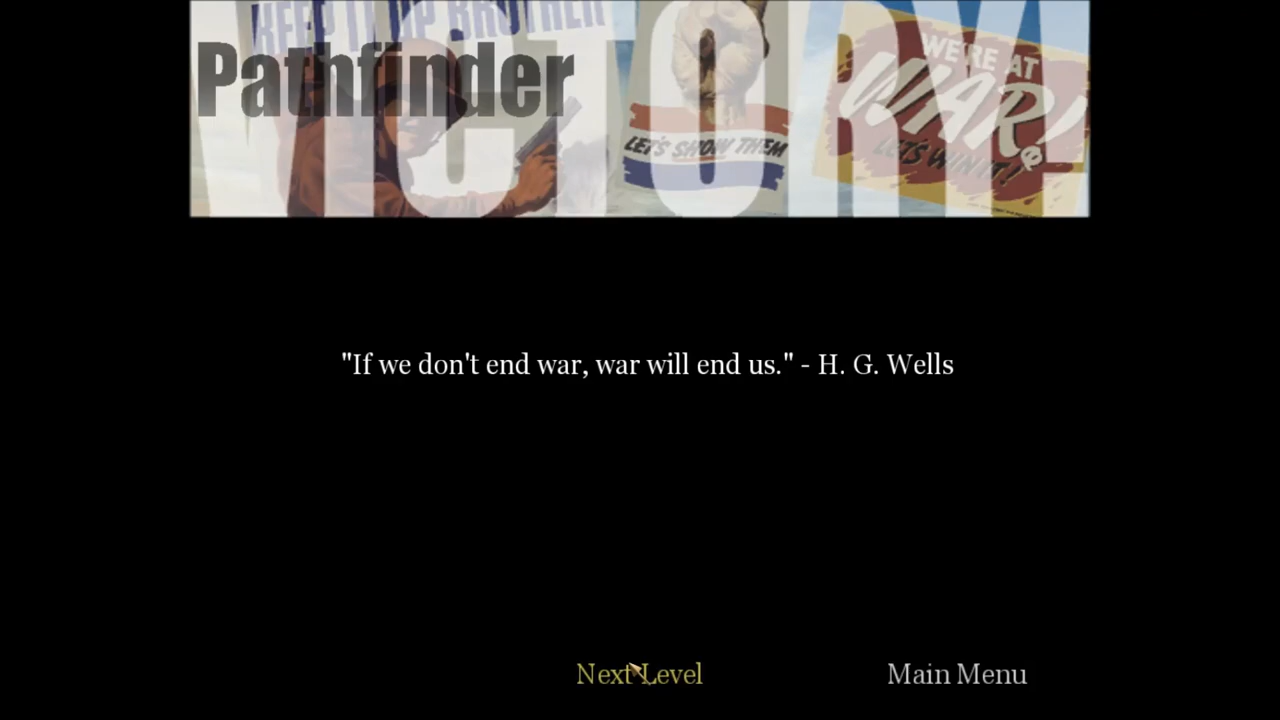 KEEP IT UP BROTHER
VICTORY
Pathfinder
WE'RE AT
WAR!
LET'S SHOW THEM
LET'S WIN IT!
"If we don't end war, war will end us." - H. G. Wells
Next Level
Main Menu